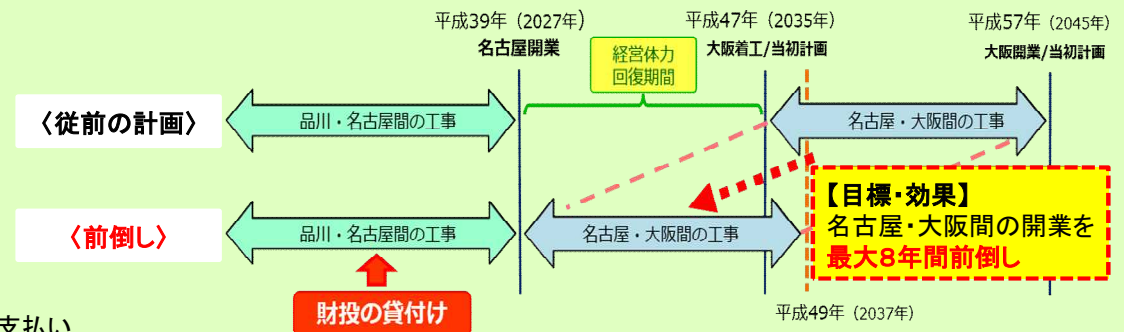 平成39年（2027年）
名古屋開業
平成47年（2035年）
大阪着工/当初計画
平成57年（2045年）
大阪開業/当初計画
経営体力
回復期間
〈従前の計画〉
品川・名古屋間の工事
名古屋・大阪間の工事
【目標・効果】
名古屋・大阪間の開業を
最大８年間前倒し
〈前倒し〉
品川・名古屋間の工事
名古屋・大阪間の工事
財投の貸付け
平成49年（2037年）
支払い